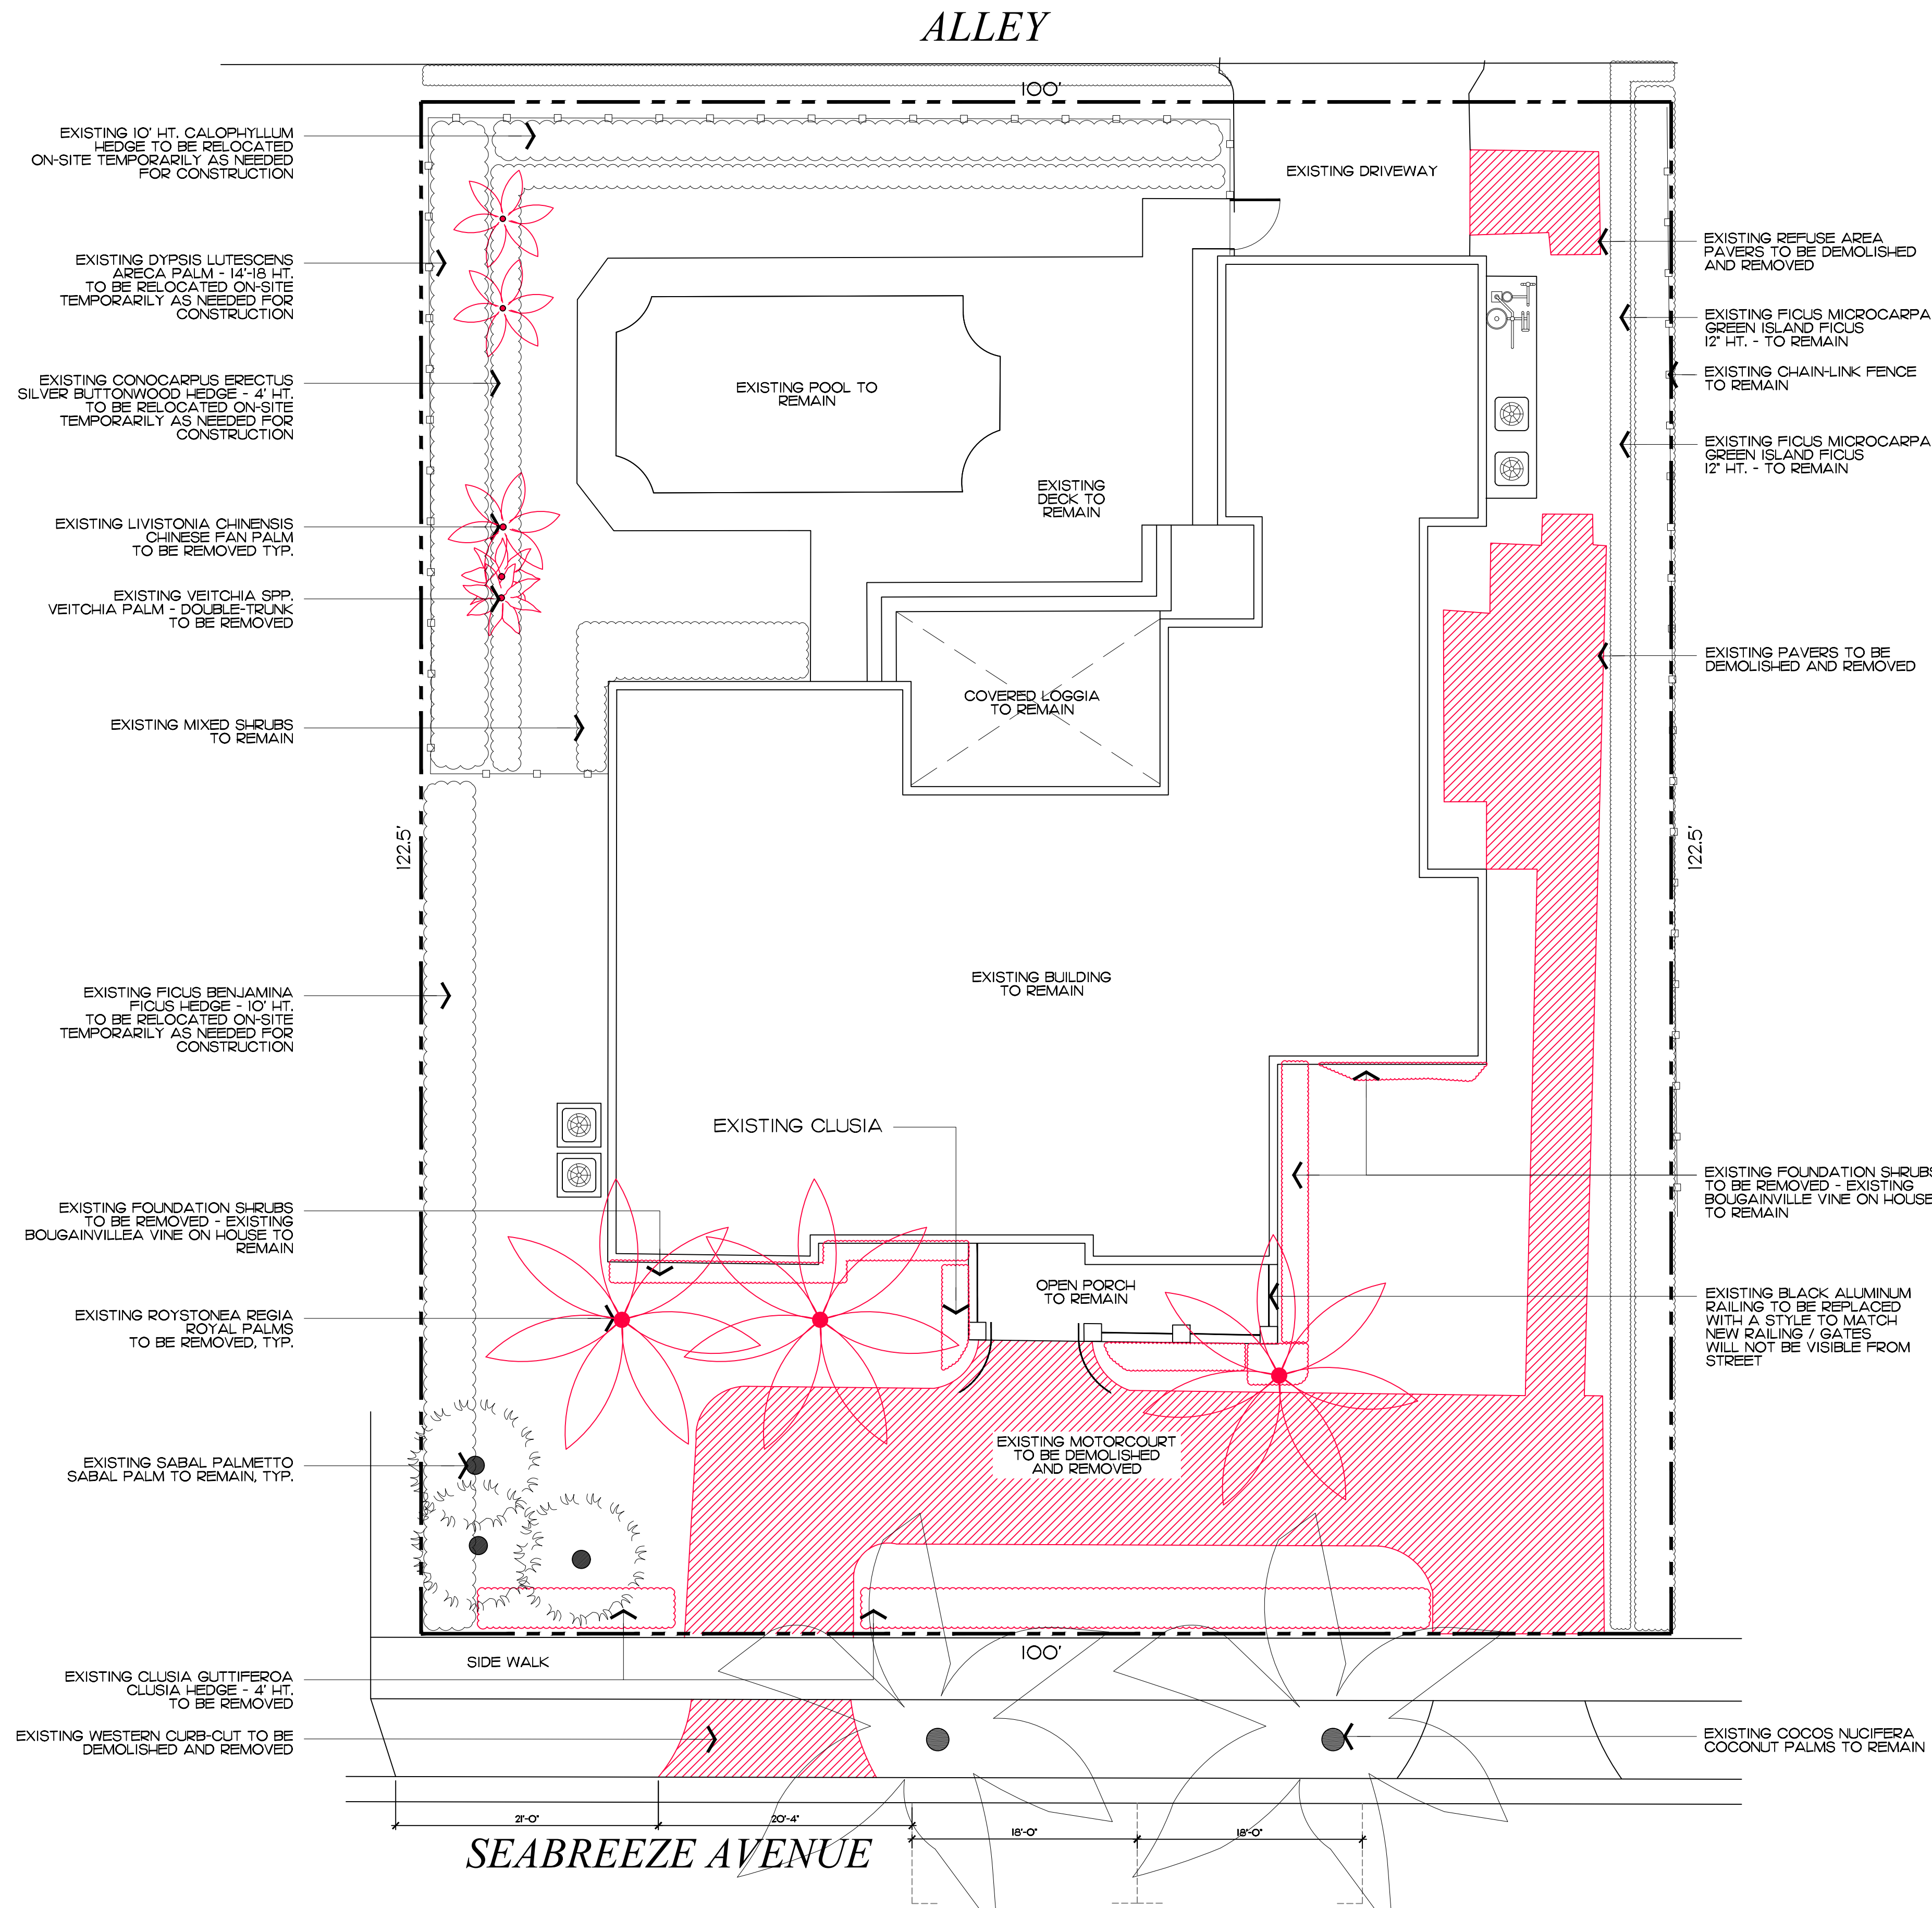 ALLEY
100'
EXISTING 10' HT. CALOPHYLLUM
HEDGE TO BE RELOCATED
ON-SITE TEMPORARILY AS NEEDED
FOR CONSTRUCTION
EXISTING DYPSIS LUTESCENS
ARECA PALM - 14'-18 HT.
TO BE RELOCATED ON-SITE
TEMPORARILY AS NEEDED FOR
CONSTRUCTION
EXISTING CONOCARPUS ERECTUS
SILVER BUTTONWOOD HEDGE - 4' HT.
TO BE RELOCATED ON-SITE
TEMPORARILY AS NEEDED FOR
CONSTRUCTION
EXISTING LIVISTONIA CHINENSIS
CHINESE FAN PALM
TO BE REMOVED TYP.
EXISTING VEITCHIA SPP.
VEITCHIA PALM - DOUBLE-TRUNK
TO BE REMOVED
EXISTING MIXED SHRUBS
TO REMAIN
122.5'
EXISTING FICUS BENJAMINA
FICUS HEDGE - 10' HT.
TO BE RELOCATED ON-SITE
TEMPORARILY AS NEEDED FOR
CONSTRUCTION
EXISTING FOUNDATION SHRUBS
TO BE REMOVED - EXISTING
BOUGAINVILLEA VINE ON HOUSE TO
REMAIN
EXISTING ROYSTONEA REGIA
ROYAL PALMS
TO BE REMOVED, TYP.
EXISTING SABAL PALMETTO
SABAL PALM TO REMAIN, TYP.
EXISTING CLUSIA GUTTIFEROA
CLUSIA HEDGE - 4' HT.
TO BE REMOVED
EXISTING WESTERN CURB-CUT TO BE
DEMOLISHED AND REMOVED
EXISTING DRIVEWAY
EXISTING POOL TO
REMAIN
EXISTING
DECK TO
REMAIN
COVERED LOGGIA
TO REMAIN
EXISTING BUILDING
TO REMAIN
EXISTING CLUSIA
OPEN PORCH
TO REMAIN
EXISTING MOTORCOURT
TO BE DEMOLISHED
AND REMOVED
EXISTING REFUSE AREA
PAVERS TO BE DEMOLISHED
AND REMOVED
EXISTING FICUS MICROCARPA
GREEN ISLAND FICUS
12" HT. - TO REMAIN
EXISTING CHAIN-LINK FENCE
TO REMAIN
EXISTING FICUS MICROCARPA
GREEN ISLAND FICUS
12" HT. - TO REMAIN
EXISTING PAVERS TO BE
DEMOLISHED AND REMOVED
122.5'
EXISTING FOUNDATION SHRUBS
TO BE REMOVED - EXISTING
BOUGAINVILLE VINE ON HOUSE
TO REMAIN
EXISTING BLACK ALUMINUM
RAILING TO BE REPLACED
WITH A STYLE TO MATCH
NEW RAILING / GATES
WILL NOT BE VISIBLE FROM
STREET
EXISTING COCOS NUCIFERA
COCONUT PALMS TO REMAIN
SIDE WALK
100'
21'-0"
20'-4"
18'-0"
18'-0"
SEABREEZE AVENUE